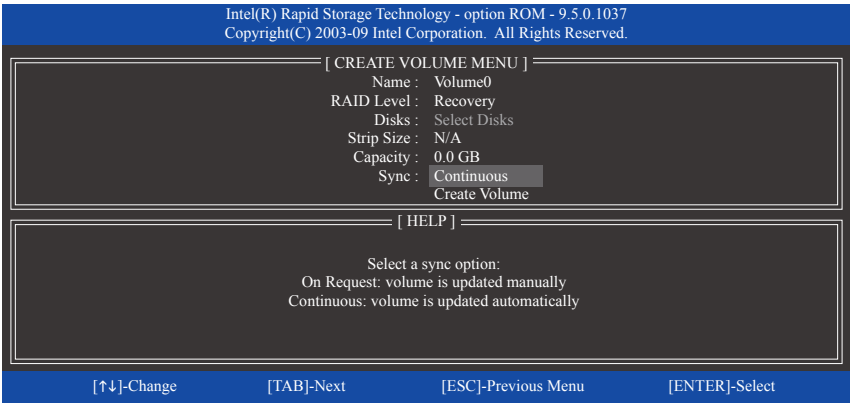 Intel(R) Rapid Storage Technology - option ROM - 9.5.0.1037
Copyright(C) 2003-09 Intel Corporation.  All Rights Reserved.
[ CREATE VOLUME MENU ]
Name : Volume0
RAID Level : Recovery
Disks : Select Disks
Strip Size : N/A
Capacity : 0.0 GB
Sync : Continuous
Create Volume
[ HELP ]
Select a sync option:
On Request: volume is updated manually
Continuous: volume is updated automatically
[↑↓]-Change [TAB]-Next [ESC]-Previous Menu [ENTER]-Select